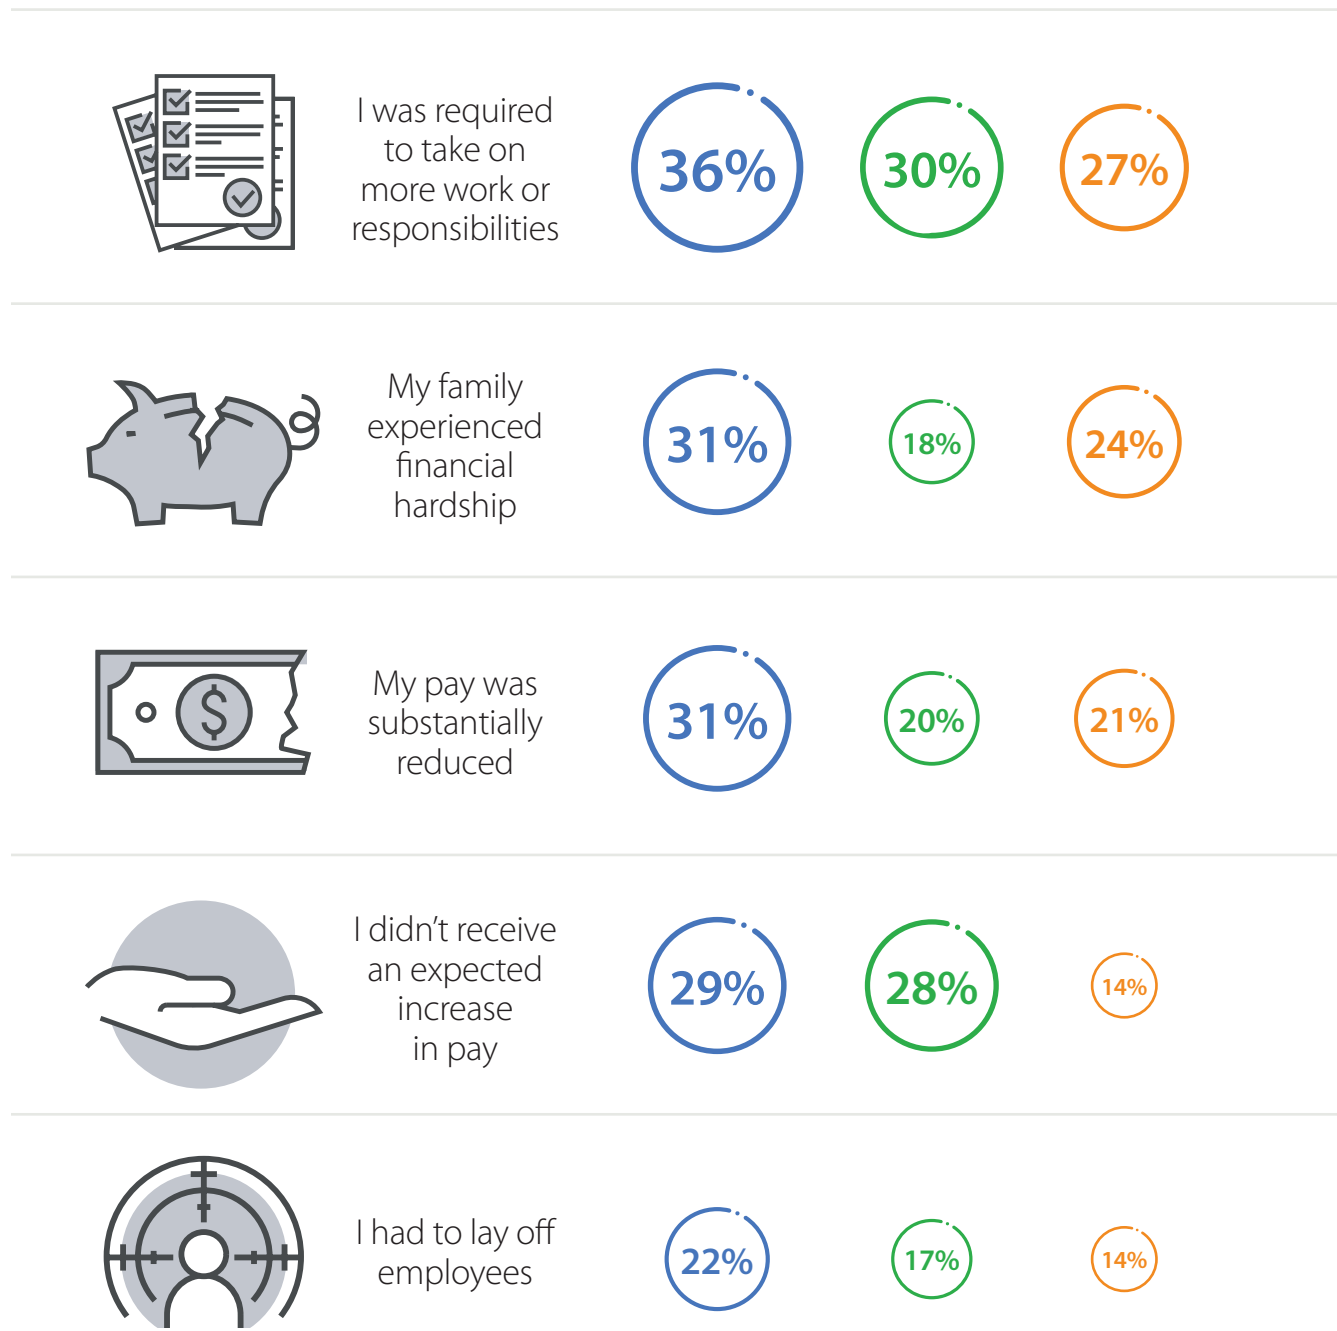 I was required
to take on
more work or
responsibilities
36%
30%
27%
My family
experienced
financial
hardship
31%
18%
24%
$
My pay was
substantially
reduced
31%
20%
21%
I didn’t receive
an expected
increase
in pay
29%
28%
14%
I had to lay off
employees
22%
17%
14%